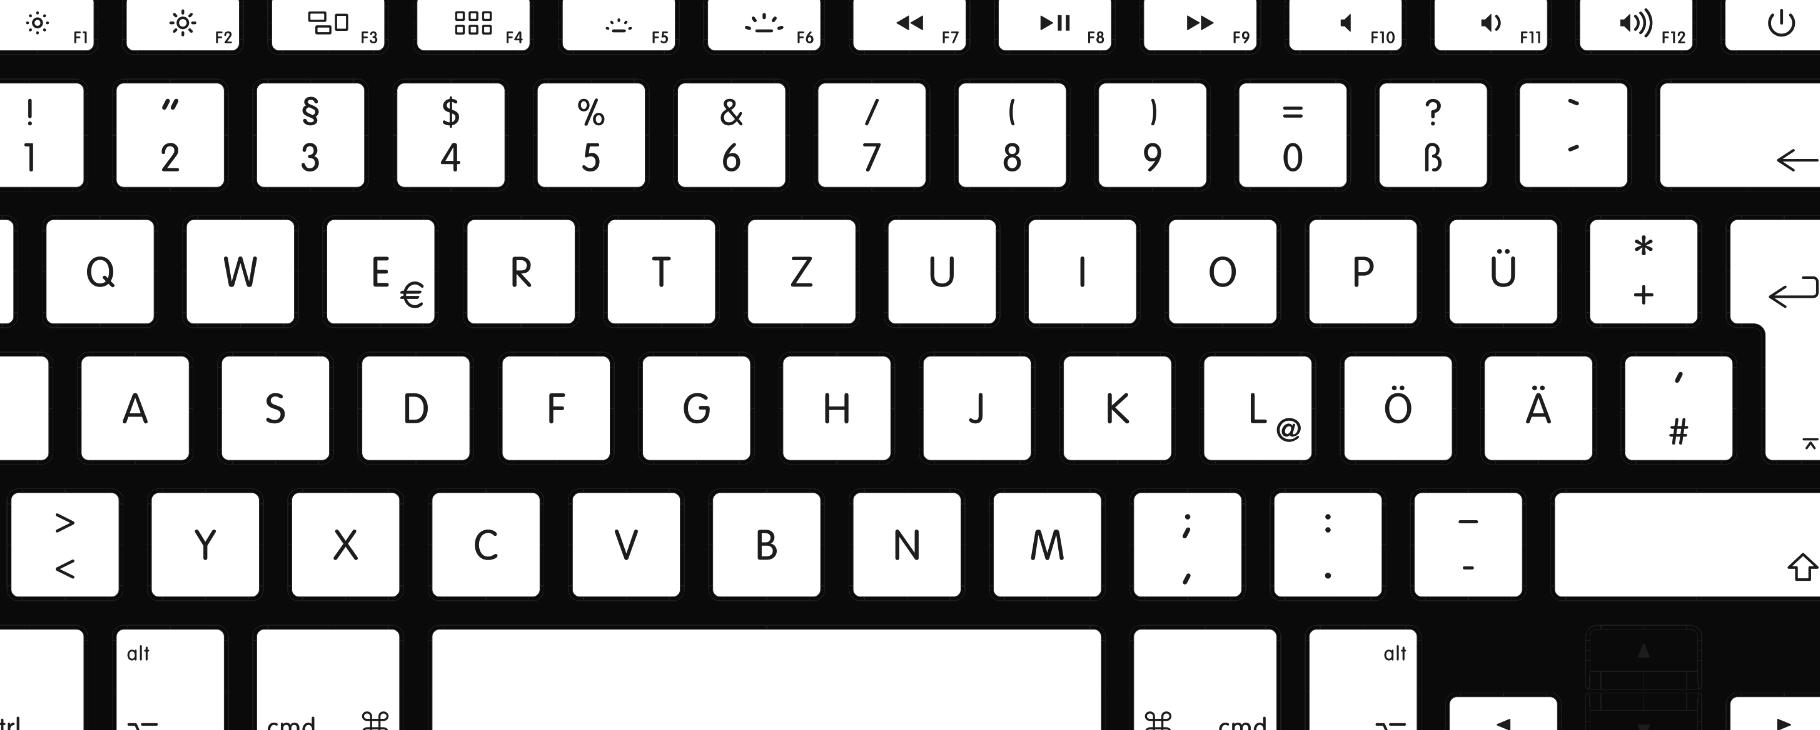 F1 F2 F3 F4 F5 F6 F7 F8 F9 F10 F11 F12
! " § $ % & / ( ) = ? `
1 2 3 4 5 6 7 8 9 0 ß ´
Q W E € R T Z U I O P Ü * +
A S D F G H J K L @ Ö Ä ' #
> < Y X C V B N M ; , : . _ -
alt alt
trl cmd ⌘ ⌘ cmd